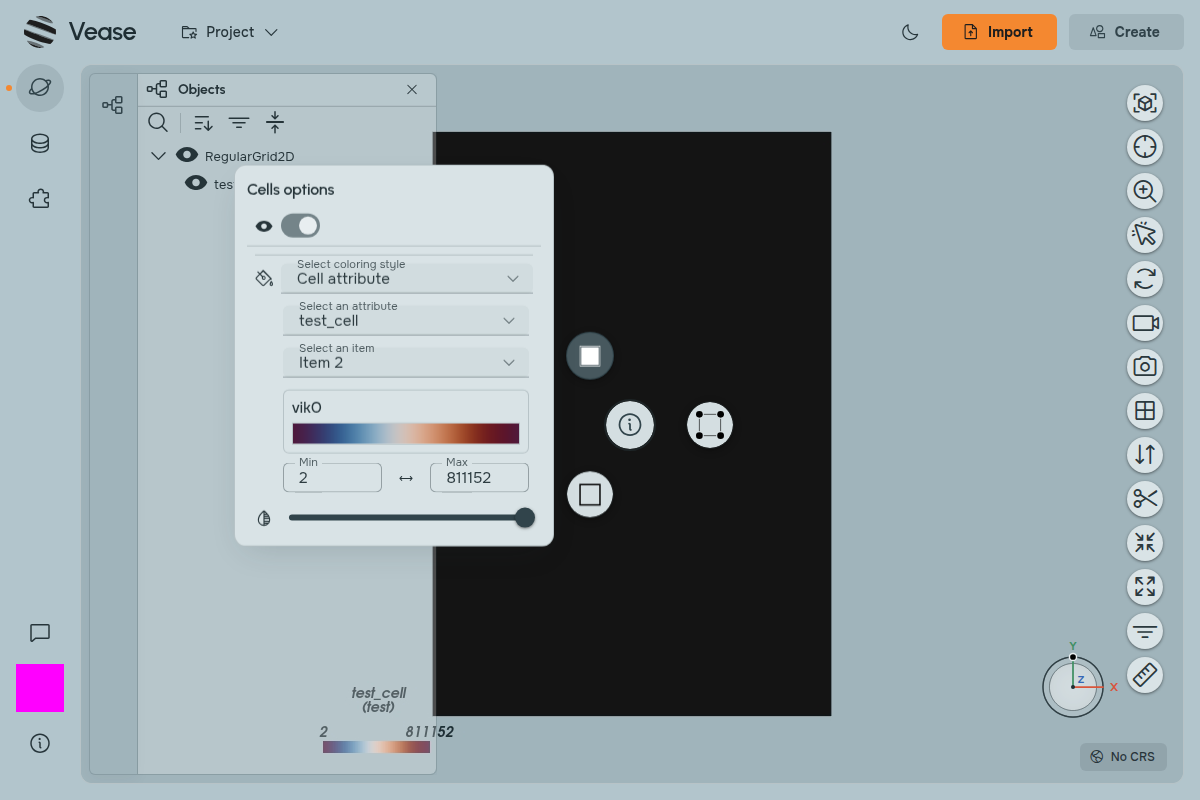 Vease
Project
Import
Create
Objects
RegularGrid2D
tes
Cells options
Select coloring style
Cell attribute
Select an attribute
test_cell
Select an item
Item 2
vikO
Min
2
Max
811152
test_cell
(test)
2
811152
Y
Z
X
No CRS